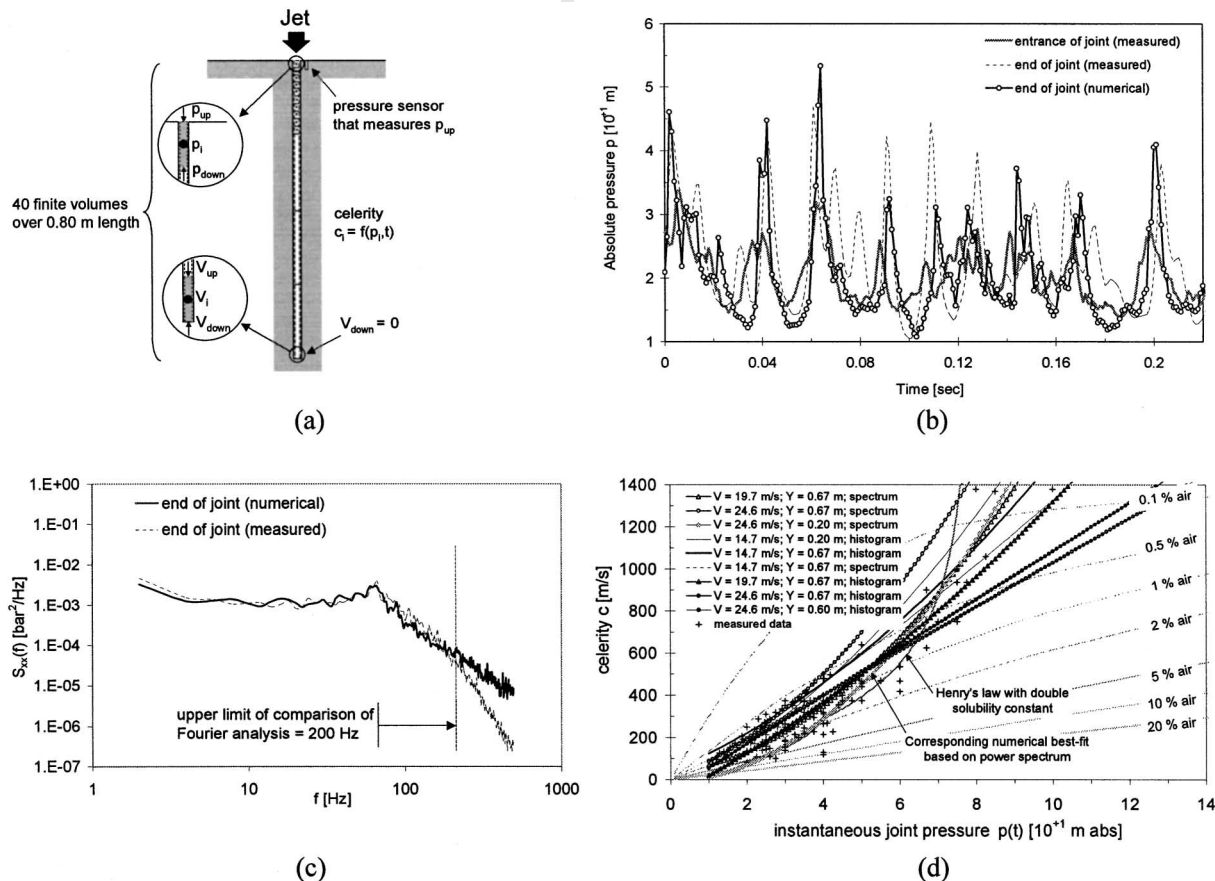 Jet
pressure sensor
that measures p_up
p_up
p_i
p_down
40 finite volumes
over 0.80 m length
celerity
c_i = f(p_i,t)
V_up
V_i
V_down
V_down = 0
(a)
entrance of joint (measured)
end of joint (measured)
end of joint (numerical)
Absolute pressure p [10^+1 m]
6
5
4
3
2
1
0
0
0.04
0.08
0.12
0.16
0.2
Time [sec]
(b)
end of joint (numerical)
end of joint (measured)
S_xx(f) [bar²/Hz]
1.E+00
1.E-01
1.E-02
1.E-03
1.E-04
1.E-05
1.E-06
1.E-07
upper limit of comparison of
Fourier analysis = 200 Hz
1
10
100
1000
f [Hz]
(c)
V = 19.7 m/s; Y = 0.67 m; spectrum
V = 24.6 m/s; Y = 0.67 m; spectrum
V = 24.6 m/s; Y = 0.20 m; spectrum
V = 14.7 m/s; Y = 0.20 m; histogram
V = 14.7 m/s; Y = 0.67 m; histogram
V = 14.7 m/s; Y = 0.67 m; spectrum
V = 19.7 m/s; Y = 0.67 m; histogram
V = 24.6 m/s; Y = 0.67 m; histogram
V = 24.6 m/s; Y = 0.60 m; histogram
measured data
celerity c [m/s]
1400
1200
1000
800
600
400
200
0
0.1 % air
0.5 % air
1 % air
2 % air
5 % air
10 % air
20 % air
Henry's law with double
solubility constant
Corresponding numerical best-fit
based on power spectrum
0
2
4
6
8
10
12
14
instantaneous joint pressure p(t) [10^+1 m abs]
(d)